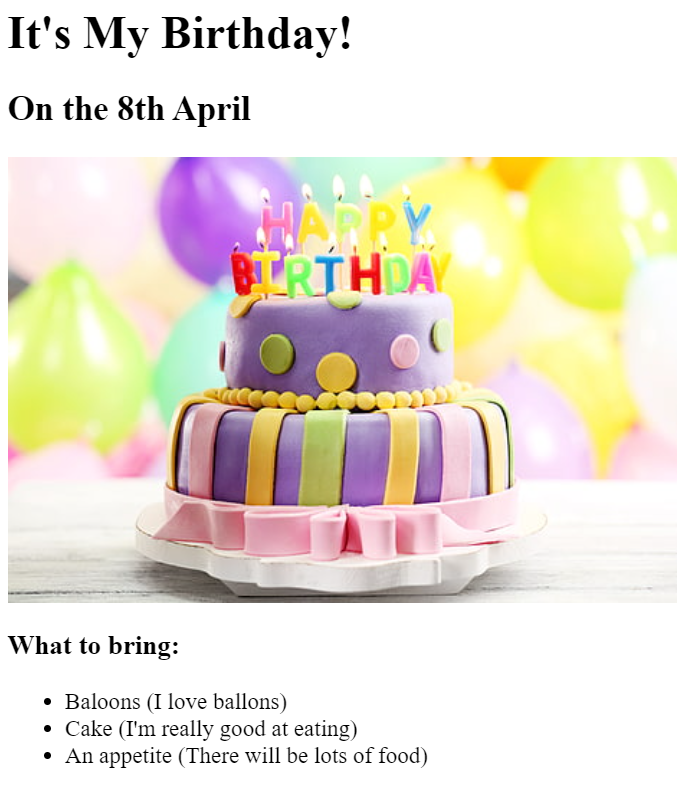 It's My Birthday!
On the 8th April
HAPPY
BIRTHDAY
What to bring:
Baloons (I love ballons)
Cake (I'm really good at eating)
An appetite (There will be lots of food)